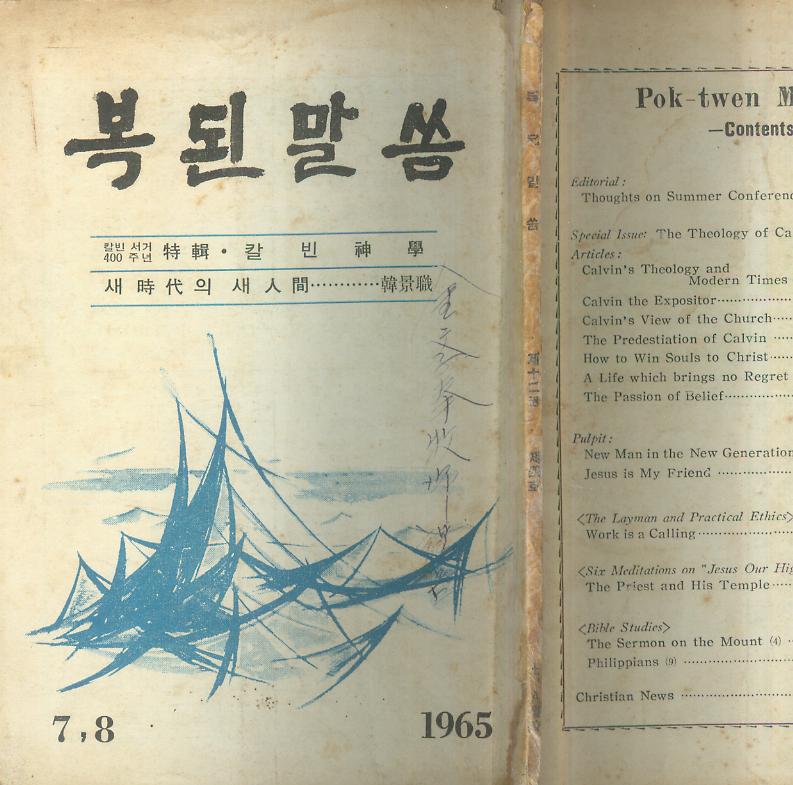 복된말씀
칼빈 서거 400 주년 特輯・칼빈神學
새時代의 새人間…………韓景職
7,8
1965
Pok-twen M
—Contents
Editorial :
Thoughts on Summer Conferenc
Special Issue: The Theology of Ca
Articles :
Calvin's Theology and
Modern Times
Calvin the Expositor
Calvin's View of the Church
The Predestiation of Calvin
How to Win Souls to Christ
A Life which brings no Regret
The Passion of Belief
Pulpit :
New Man in the New Generation
Jesus is My Friend
<The Layman and Practical Ethics>
Work is a Calling
<Six Meditations on "Jesus Our Hig
The Priest and His Temple
<Bible Studies>
The Sermon on the Mount (4)
Philippians (9)
Christian News